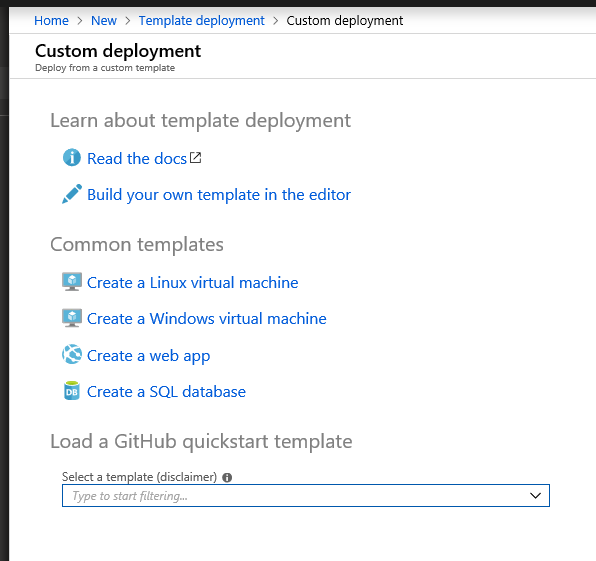 Home > New > Template deployment > Custom deployment
Custom deployment
Deploy from a custom template
Learn about template deployment
Read the docs
Build your own template in the editor
Common templates
Create a Linux virtual machine
Create a Windows virtual machine
Create a web app
DB Create a SQL database
Load a GitHub quickstart template
Select a template (disclaimer)
Type to start filtering...